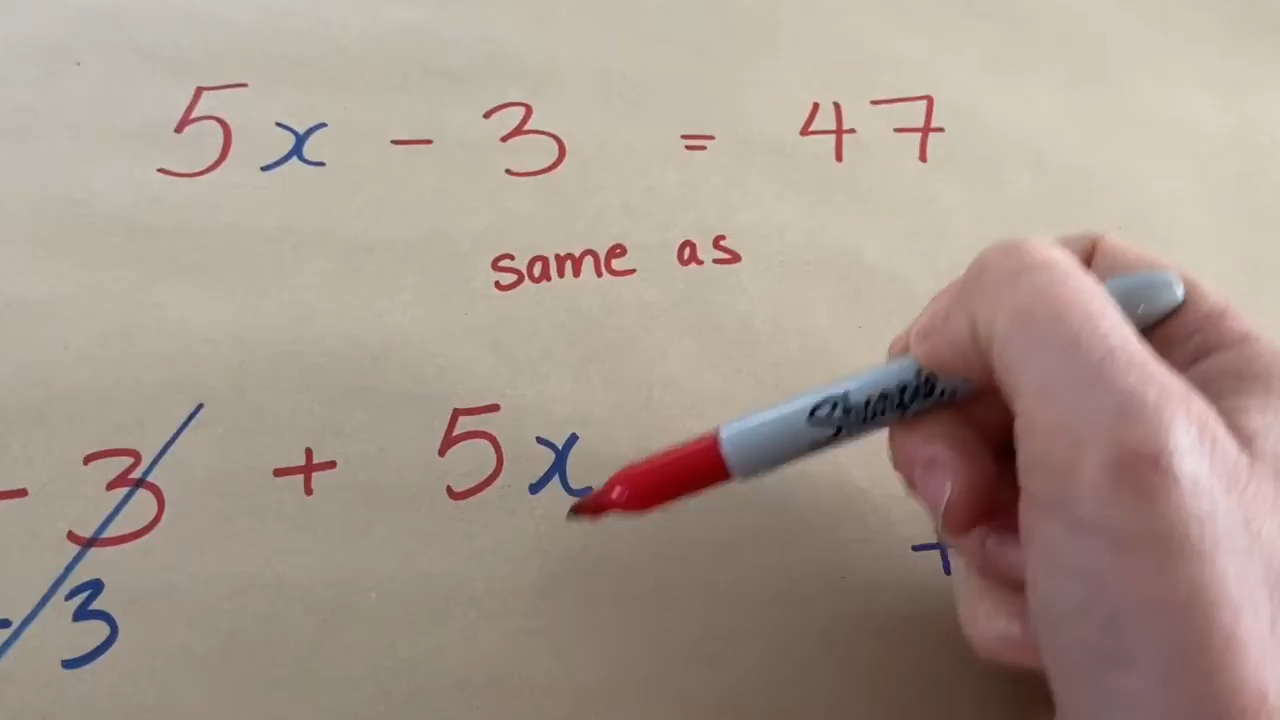 5x - 3 = 47
same as
- 3 + 5x
3
+
Sharpie